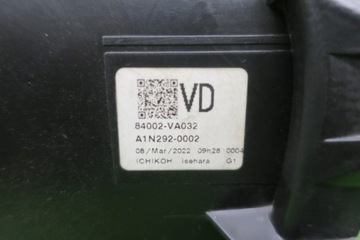 VD
84002-VA032
A1N292-0002
08/Mar/2022 09h28 0004
ICHIKOH Isehara G1